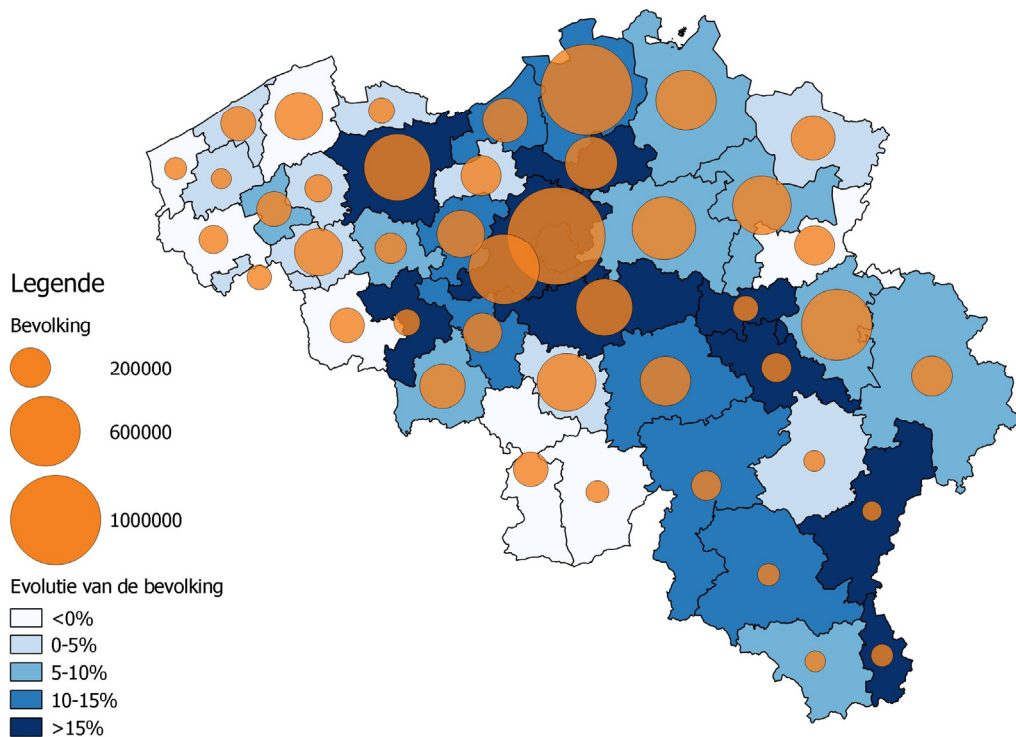 Legende
Bevolking
200000
600000
1000000
Evolutie van de bevolking
<0%
0-5%
5-10%
10-15%
>15%